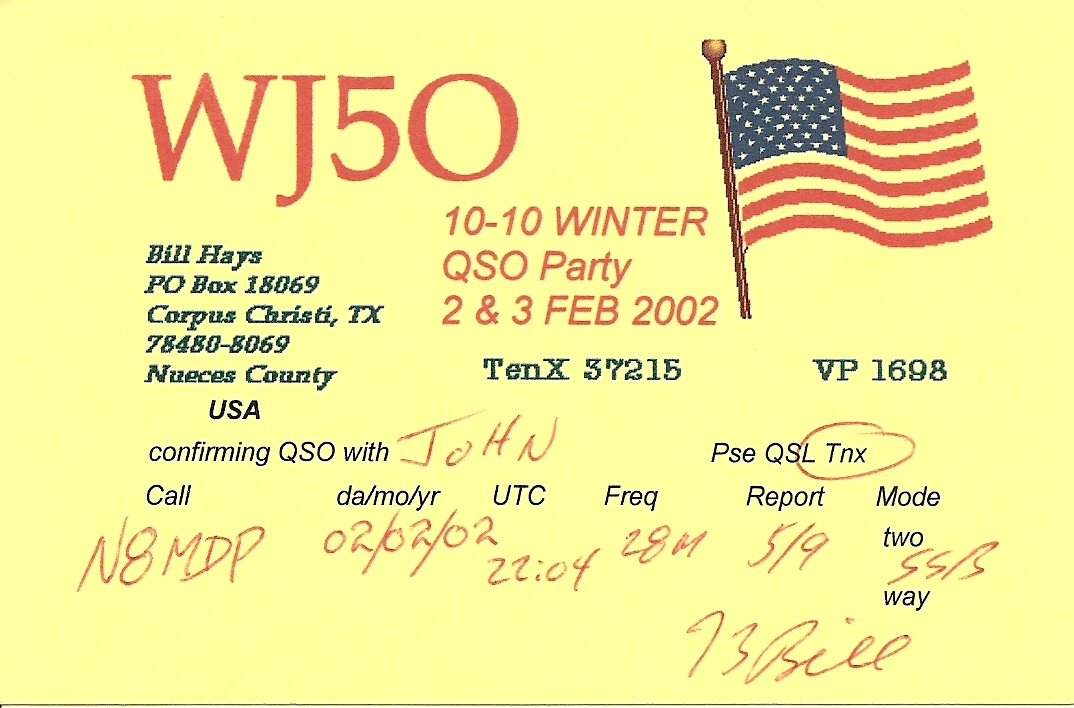 WJ5O
10-10 WINTER
QSO Party
2 & 3 FEB 2002
Bill Hays
PO Box 18069
Corpus Christi, TX
78480-8069
Nueces County
USA
TenX 37215 VP 1698
confirming QSO with JOHN Pse QSL Tnx
Call da/mo/yr UTC Freq Report Mode
N8MDP 02/02/02 22:04 28M 5/9 two
SSB
way
73 Bill